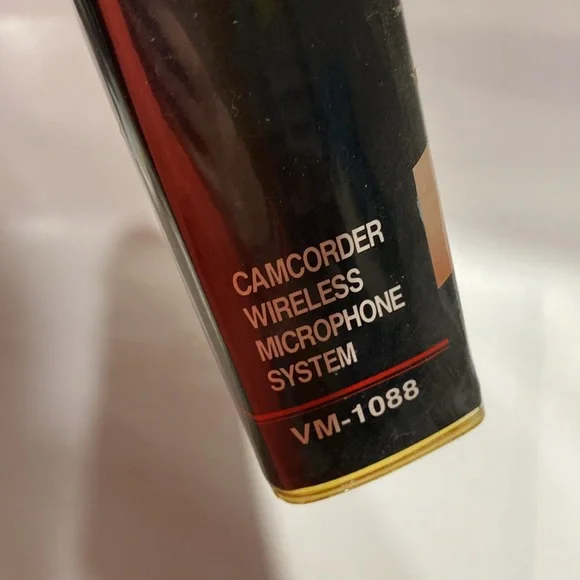 CAMCORDER
WIRELESS
MICROPHONE
SYSTEM
VM-1088